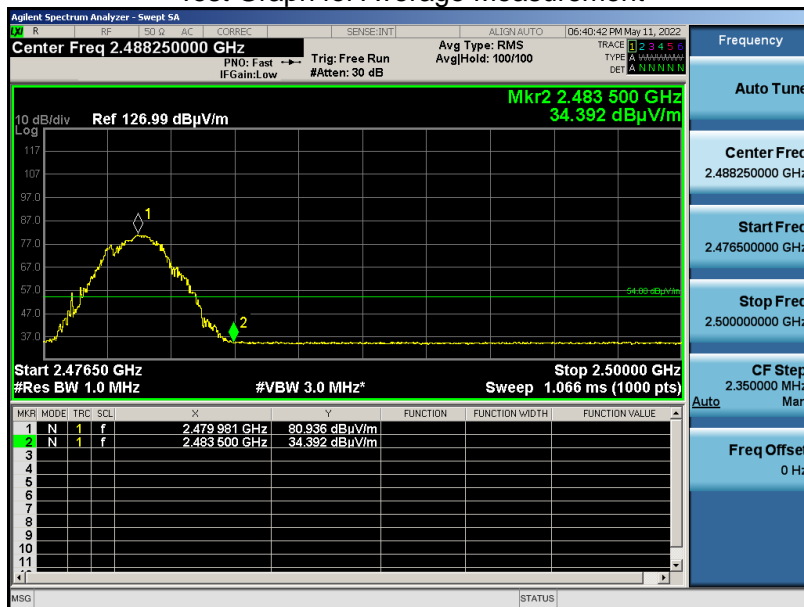 Test Graph for Average Measurement
Agilent Spectrum Analyzer - Swept SA
LXI R RF 50 Ω AC CORREC SENSE:INT ALIGN AUTO 06:40:42 PM May 11, 2022
Center Freq 2.488250000 GHz
PNO: Fast
IFGain:Low
Trig: Free Run
#Atten: 30 dB
Avg Type: RMS
Avg|Hold: 100/100
TRACE 1 2 3 4 5 6
TYPE A WWWWW
DET A N N N N N
Frequency
Mkr2 2.483 500 GHz
34.392 dBµV/m
10 dB/div Ref 126.99 dBµV/m
Log
117
107
97.0
87.0
77.0
67.0
57.0
47.0
37.0
1
2
54.00 dBµV/m
Start 2.47650 GHz Stop 2.50000 GHz
#Res BW 1.0 MHz #VBW 3.0 MHz* Sweep 1.066 ms (1000 pts)
MKR MODE TRC SCL X Y FUNCTION FUNCTION WIDTH FUNCTION VALUE
1 N 1 f 2.479 981 GHz 80.936 dBµV/m
2 N 1 f 2.483 500 GHz 34.392 dBµV/m
3
4
5
6
7
8
9
10
11
MSG STATUS
Auto Tune
Center Freq
2.488250000 GHz
Start Freq
2.476500000 GHz
Stop Freq
2.500000000 GHz
CF Step
2.350000 MHz
Auto Man
Freq Offset
0 Hz